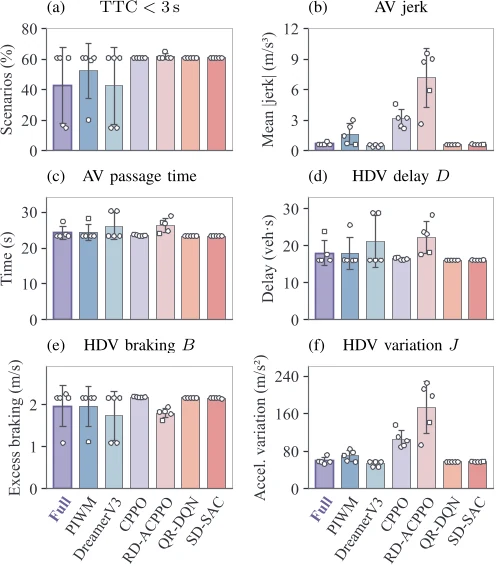 (a) TTC < 3 s
Scenarios (%)
80
60
40
20
0
(b) AV jerk
Mean |jerk| (m/s³)
12
9
6
3
0
(c) AV passage time
Time (s)
30
20
10
0
(d) HDV delay D
Delay (veh·s)
30
20
10
0
(e) HDV braking B
Excess braking (m/s)
2
1
0
Full
PIWM
DreamerV3
CPPO
RD-ACPPO
QR-DQN
SD-SAC
(f) HDV variation J
Accel. variation (m/s²)
240
160
80
0
Full
PIWM
DreamerV3
CPPO
RD-ACPPO
QR-DQN
SD-SAC